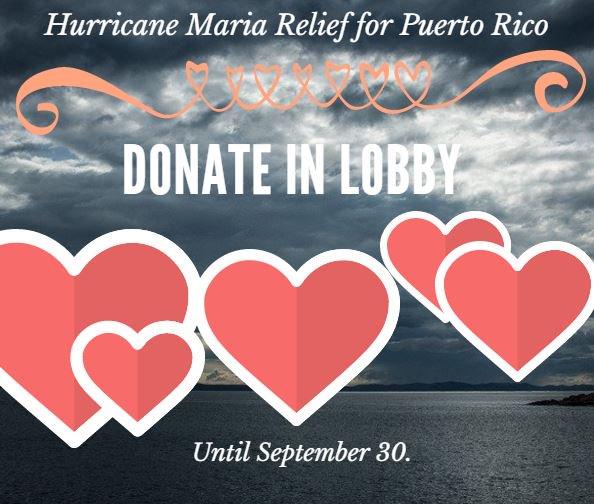 Hurricane Maria Relief for Puerto Rico
DONATE IN LOBBY
Until September 30.